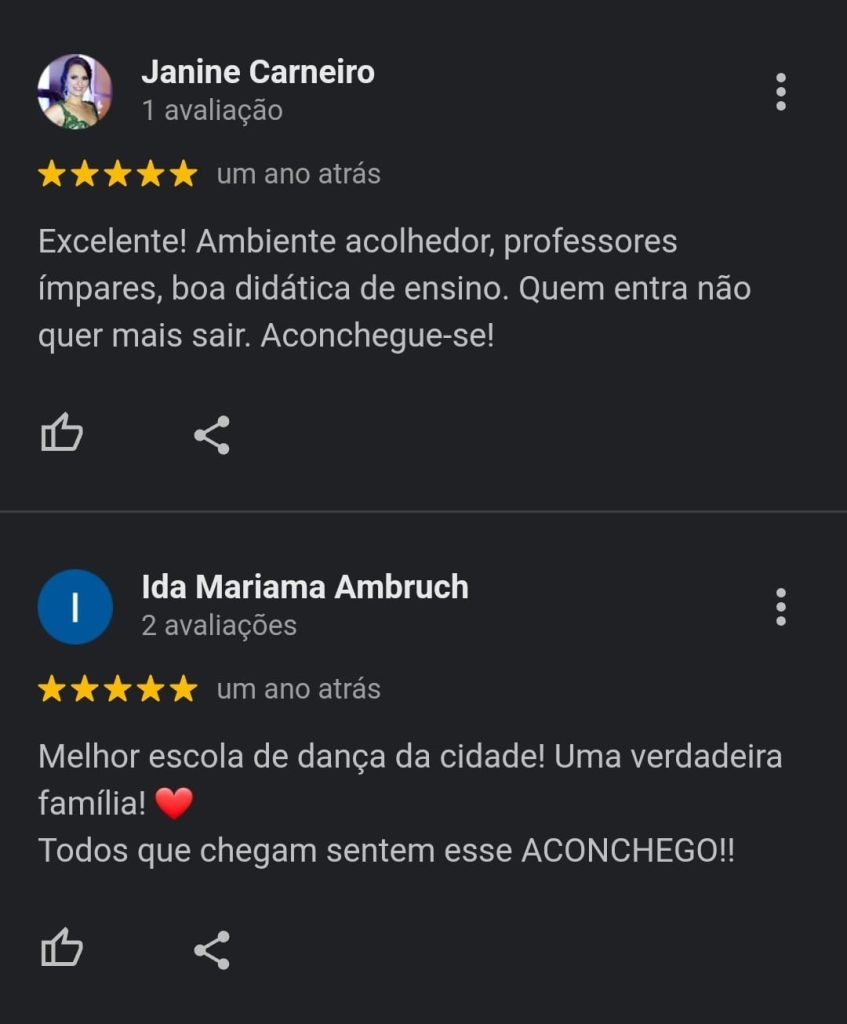 Janine Carneiro
1 avaliação
um ano atrás
Excelente! Ambiente acolhedor, professores
ímpares, boa didática de ensino. Quem entra não
quer mais sair. Aconchegue-se!
I
Ida Mariama Ambruch
2 avaliações
um ano atrás
Melhor escola de dança da cidade! Uma verdadeira
família! ❤️
Todos que chegam sentem esse ACONCHEGO!!